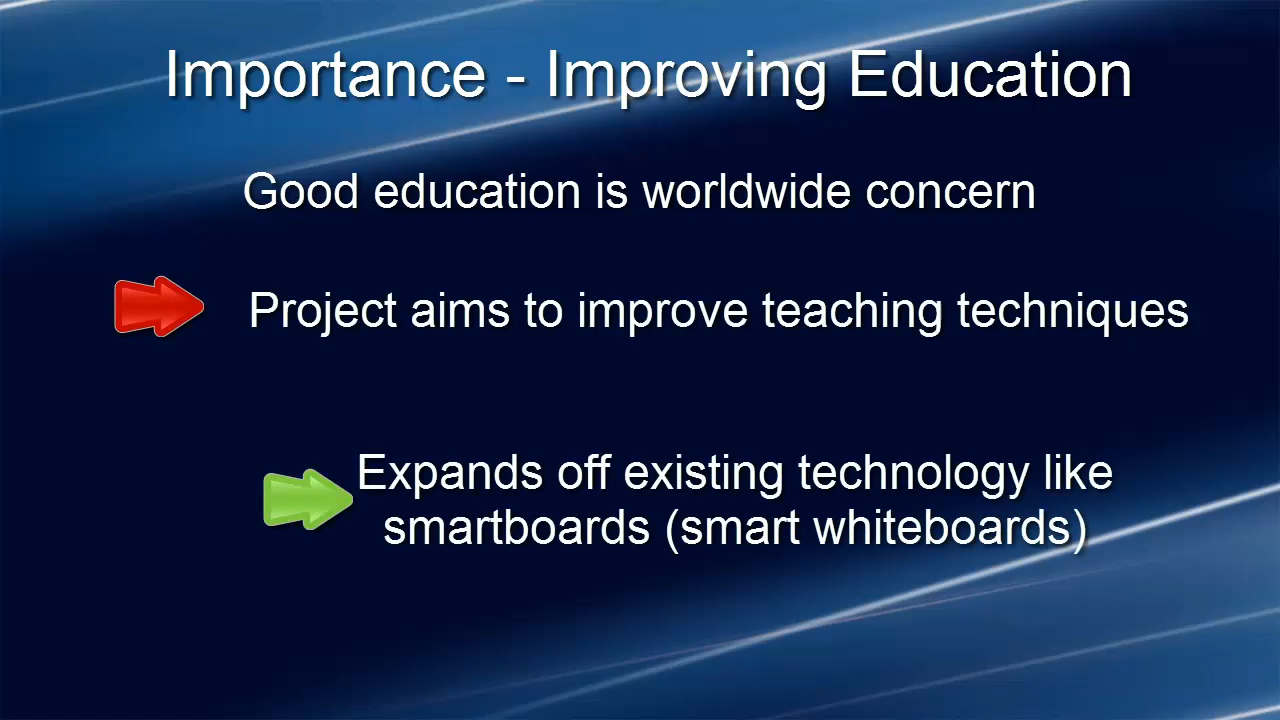 Importance - Improving Education
Good education is worldwide concern
Project aims to improve teaching techniques
Expands off existing technology like
smartboards (smart whiteboards)